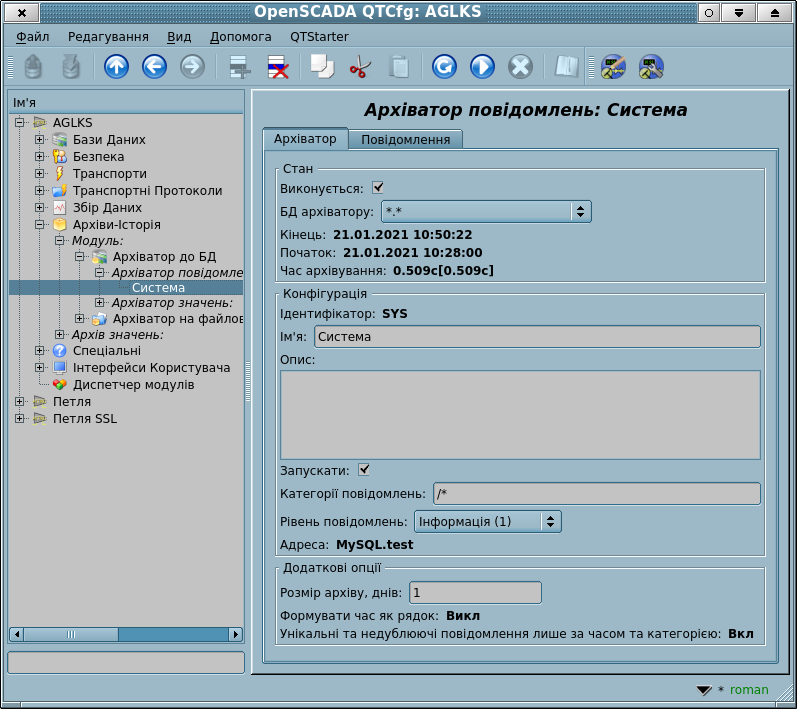 OpenSCADA QTCfg: AGLKS
Файл Редагування Вид Допомога QTStarter
Ім'я
AGLKS
Бази Даних
Безпека
Транспорти
Транспортні Протоколи
Збір Даних
Архіви-Історія
Модуль:
Архіватор до БД
Архіватор повідомле
Система
Архіватор значень:
Архіватор на файлов
Архів значень:
Спеціальні
Інтерфейси Користувача
Диспетчер модулів
Петля
Петля SSL
Архіватор повідомлень: Система
Архіватор Повідомлення
Стан
Виконується:
БД архіватору: *.*
Кінець: 21.01.2021 10:50:22
Початок: 21.01.2021 10:28:00
Час архівування: 0.509с[0.509с]
Конфігурація
Ідентифікатор: SYS
Ім'я: Система
Опис:
Запускати:
Категорії повідомлень: /*
Рівень повідомлень: Інформація (1)
Адреса: MySQL.test
Додаткові опції
Розмір архіву, днів: 1
Формувати час як рядок: Викл
Унікальні та недублюючі повідомлення лише за часом та категорією: Вкл
* roman